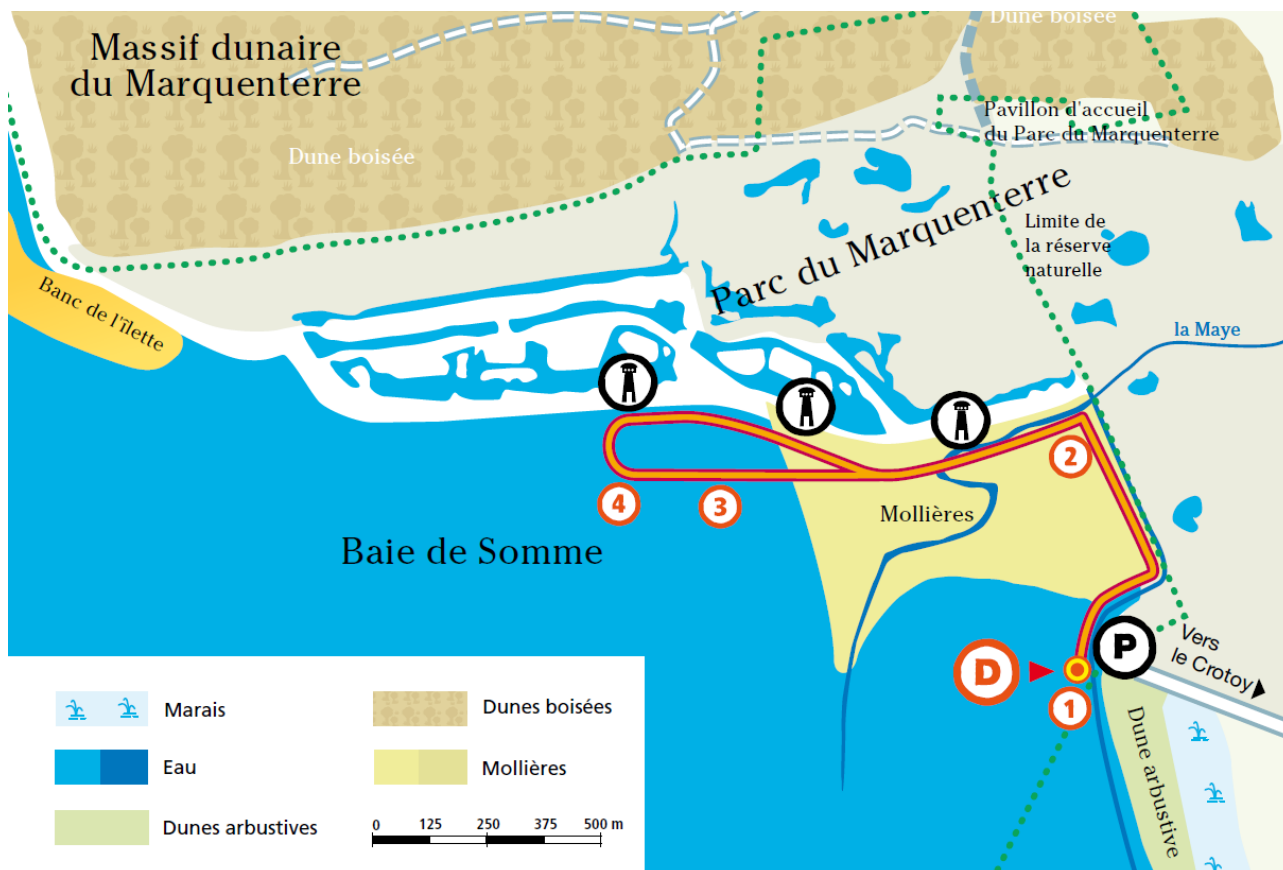 Dune boisée
Massif dunaire
du Marquenterre
Pavillon d'accueil
du Parc du Marquenterre
Dune boisée
Parc du Marquenterre
Limite de
la réserve
naturelle
Banc de l'îlette
la Maye
2
4
3
Mollières
Baie de Somme
P
Vers
le Crotoy
D
1
Dune arbustive
Marais
Dunes boisées
Eau
Mollières
Dunes arbustives
0 125 250 375 500 m